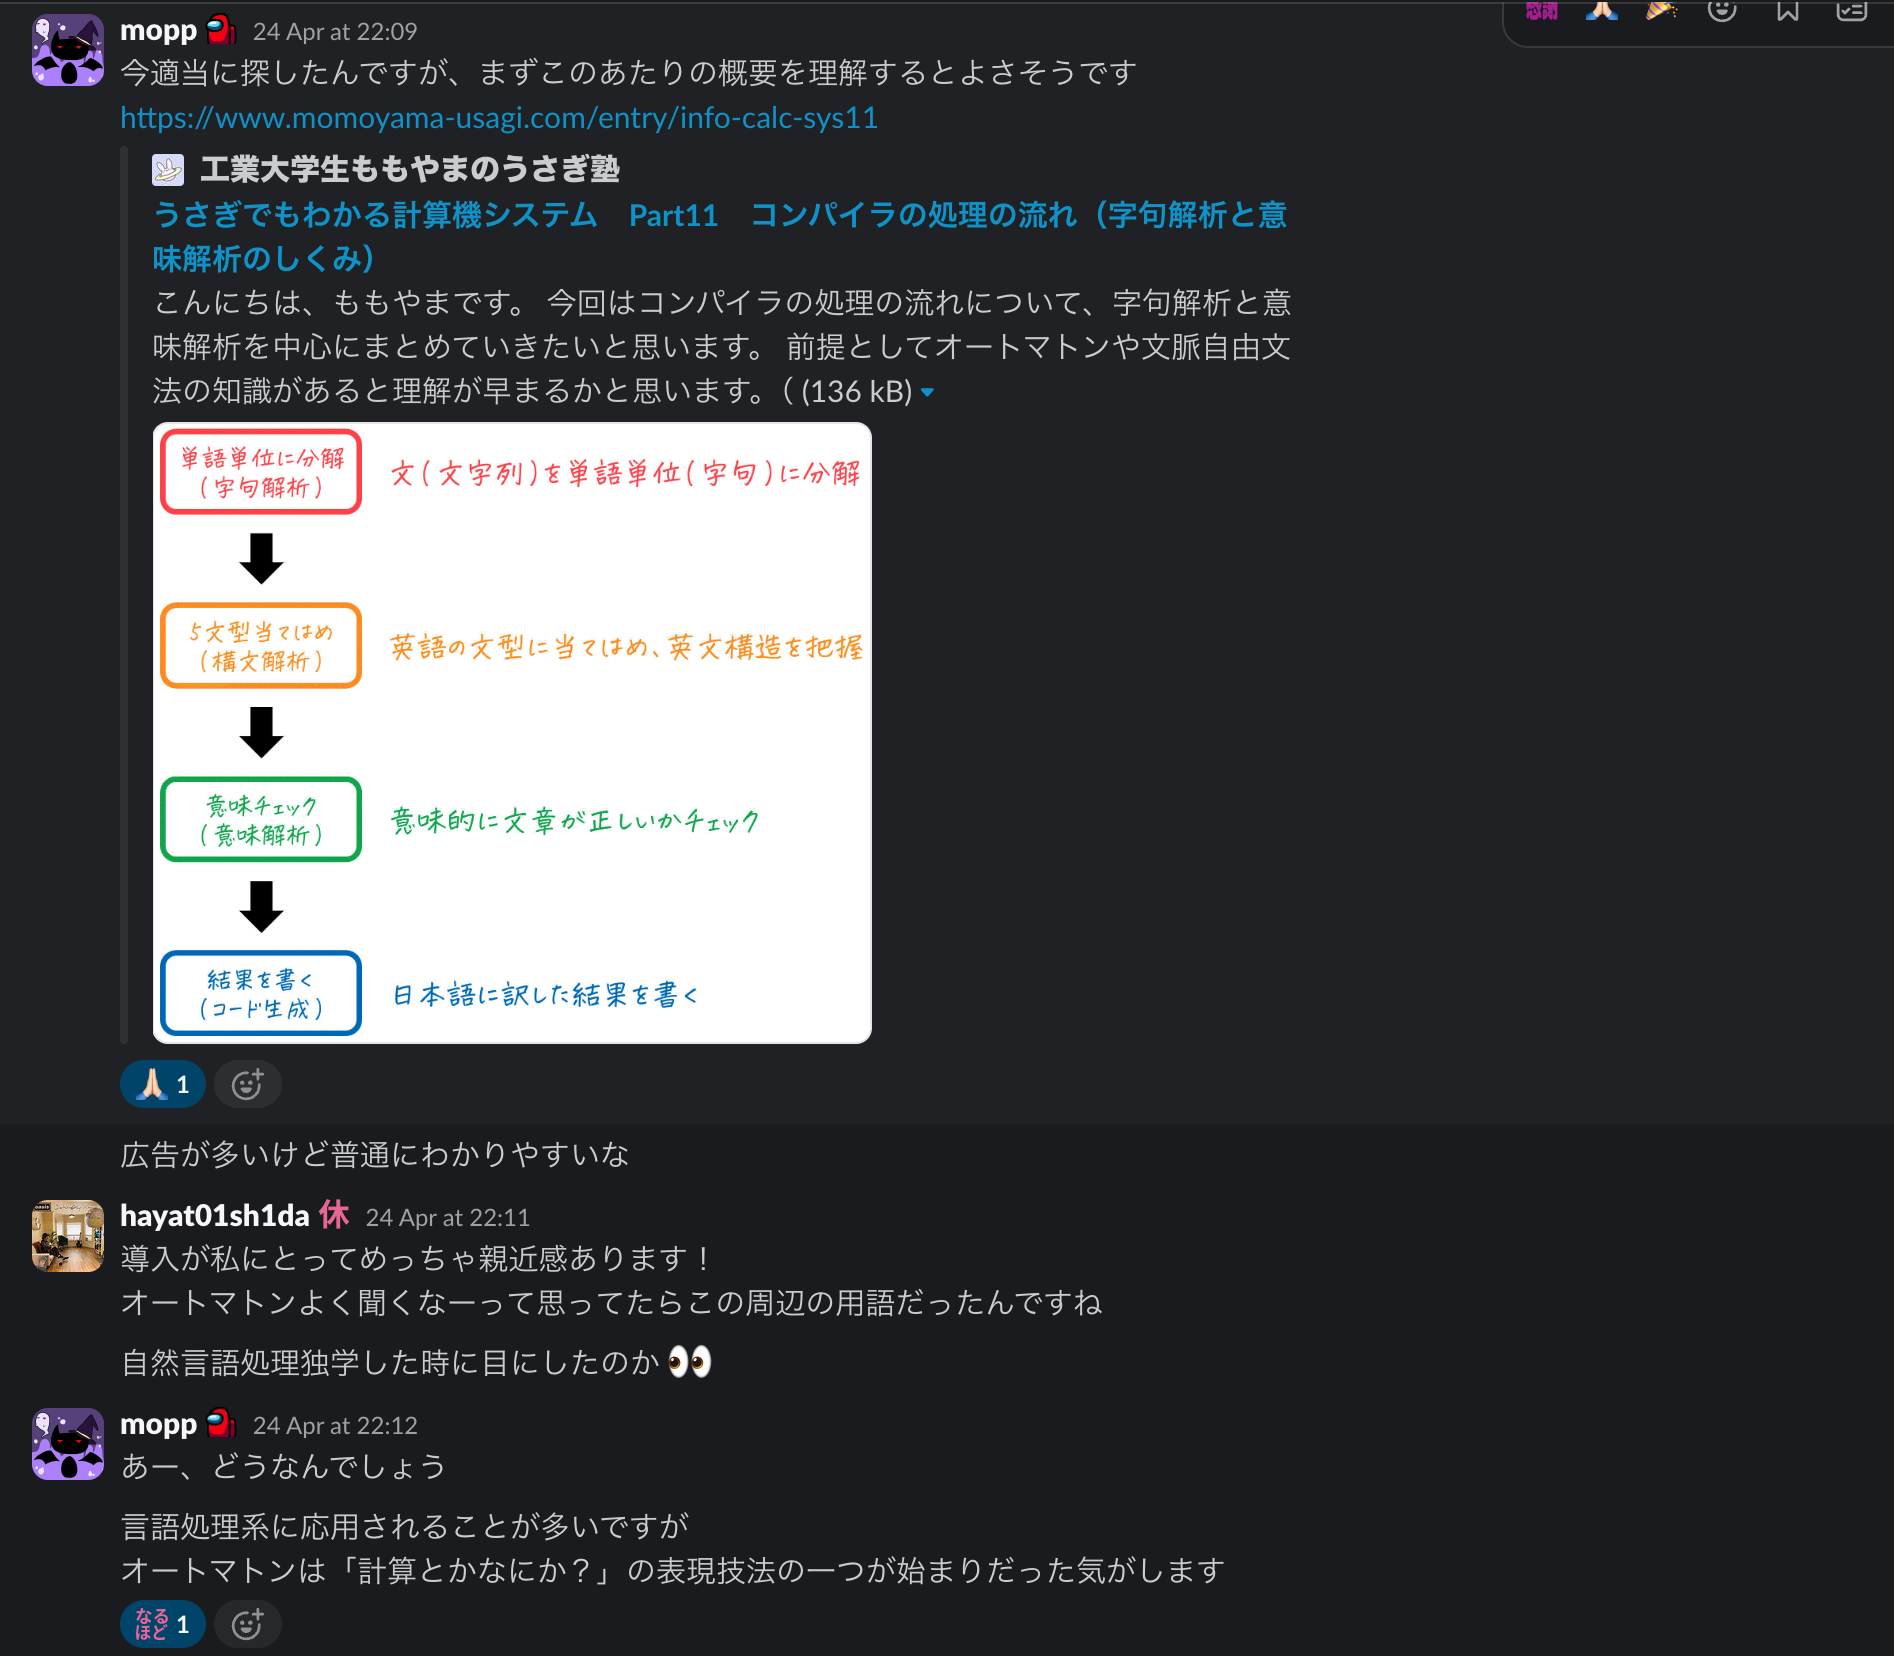 mopp 24 Apr at 22:09
感謝
今適当に探したんですが、まずこのあたりの概要を理解するとよさそうです
https://www.momoyama-usagi.com/entry/info-calc-sys11
工業大学生ももやまのうさぎ塾
うさぎでもわかる計算機システム　Part11　コンパイラの処理の流れ（字句解析と意
味解析のしくみ）
こんにちは、ももやまです。 今回はコンパイラの処理の流れについて、字句解析と意
味解析を中心にまとめていきたいと思います。 前提としてオートマトンや文脈自由文
法の知識があると理解が早まるかと思います。（ (136 kB)
単語単位に分解
(字句解析)
文(文字列)を単語単位(字句)に分解
5文型当てはめ
(構文解析)
英語の文型に当てはめ、英文構造を把握
意味チェック
(意味解析)
意味的に文章が正しいかチェック
結果を書く
(コード生成)
日本語に訳した結果を書く
1
広告が多いけど普通にわかりやすいな
hayat01sh1da 休 24 Apr at 22:11
導入が私にとってめっちゃ親近感あります！
オートマトンよく聞くなーって思ってたらこの周辺の用語だったんですね
自然言語処理独学した時に目にしたのか
mopp 24 Apr at 22:12
あー、どうなんでしょう
言語処理系に応用されることが多いですが
オートマトンは「計算とかなにか？」の表現技法の一つが始まりだった気がします
なるほど 1